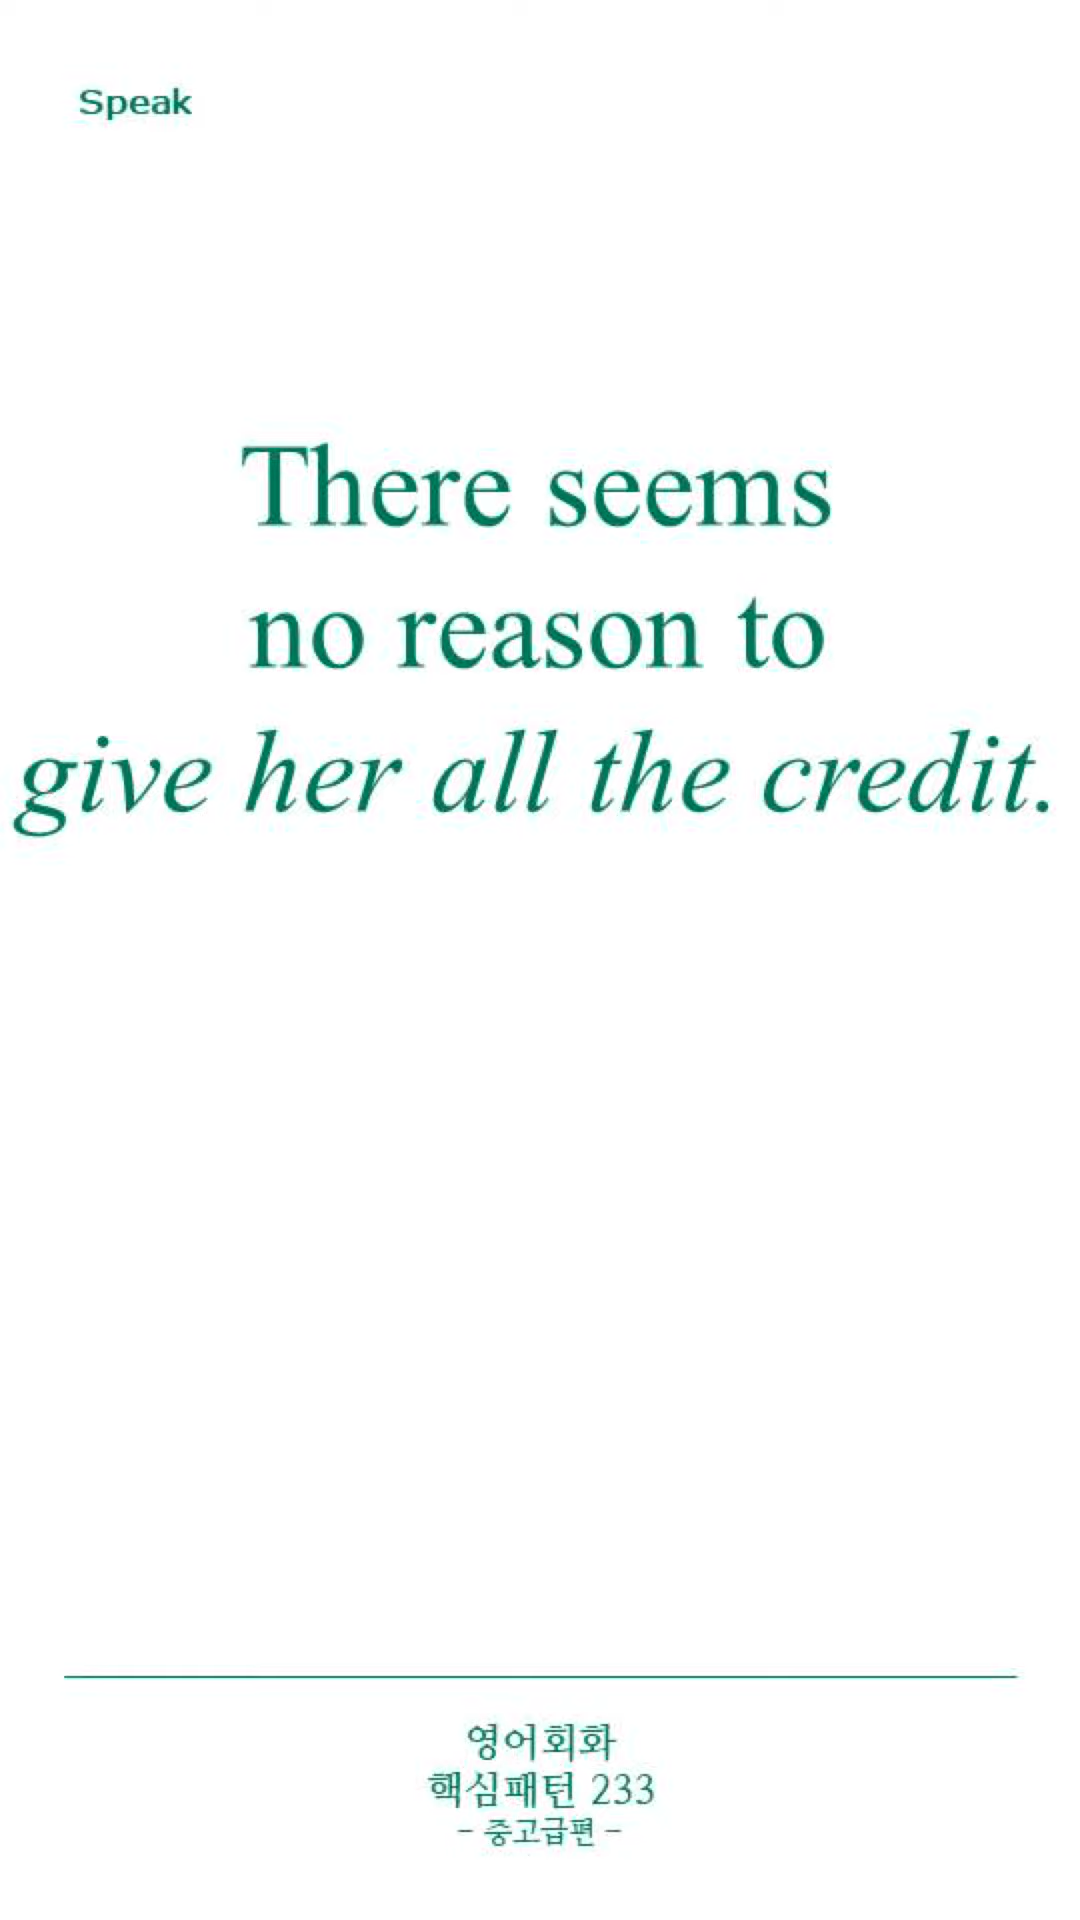 Speak
There seems
no reason to
give her all the credit.
영어회화
핵심패턴 233
- 중고급편 -